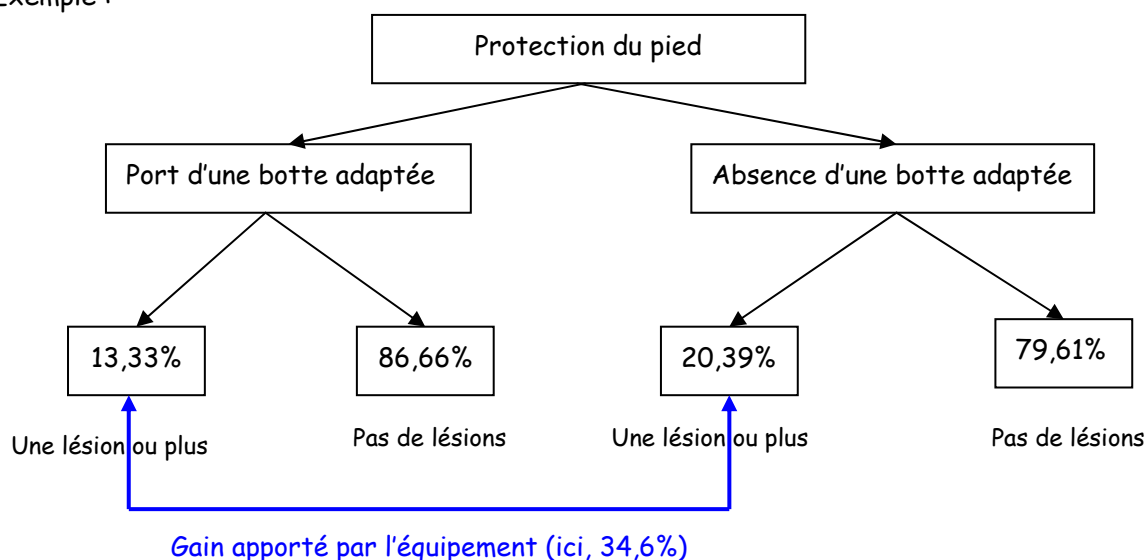 Exemple :
Protection du pied
Port d'une botte adaptée
Absence d'une botte adaptée
13,33%
86,66%
20,39%
79,61%
Une lésion ou plus
Pas de lésions
Une lésion ou plus
Pas de lésions
Gain apporté par l'équipement (ici, 34,6%)